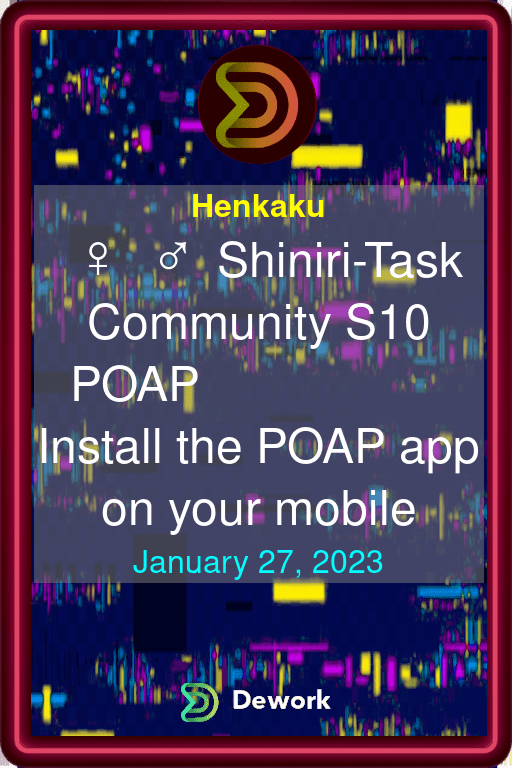 Henkaku
♀ ♂ Shiniri-Task
Community S10
POAP
Install the POAP app
on your mobile
January 27, 2023
Dework